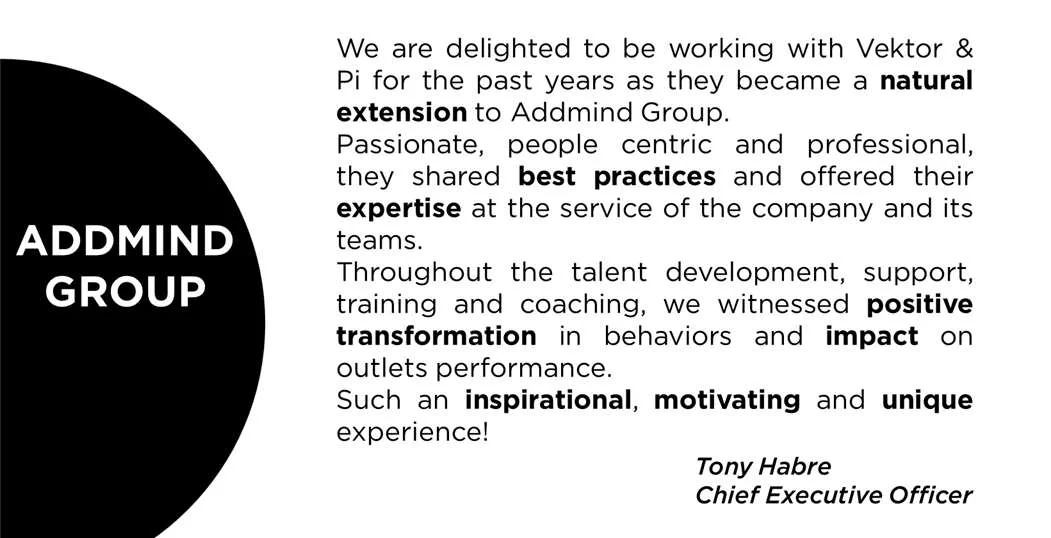 ADDMIND
GROUP
We are delighted to be working with Vektor &
Pi for the past years as they became a natural
extension to Addmind Group.
Passionate, people centric and professional,
they shared best practices and offered their
expertise at the service of the company and its
teams.
Throughout the talent development, support,
training and coaching, we witnessed positive
transformation in behaviors and impact on
outlets performance.
Such an inspirational, motivating and unique
experience!
Tony Habre
Chief Executive Officer